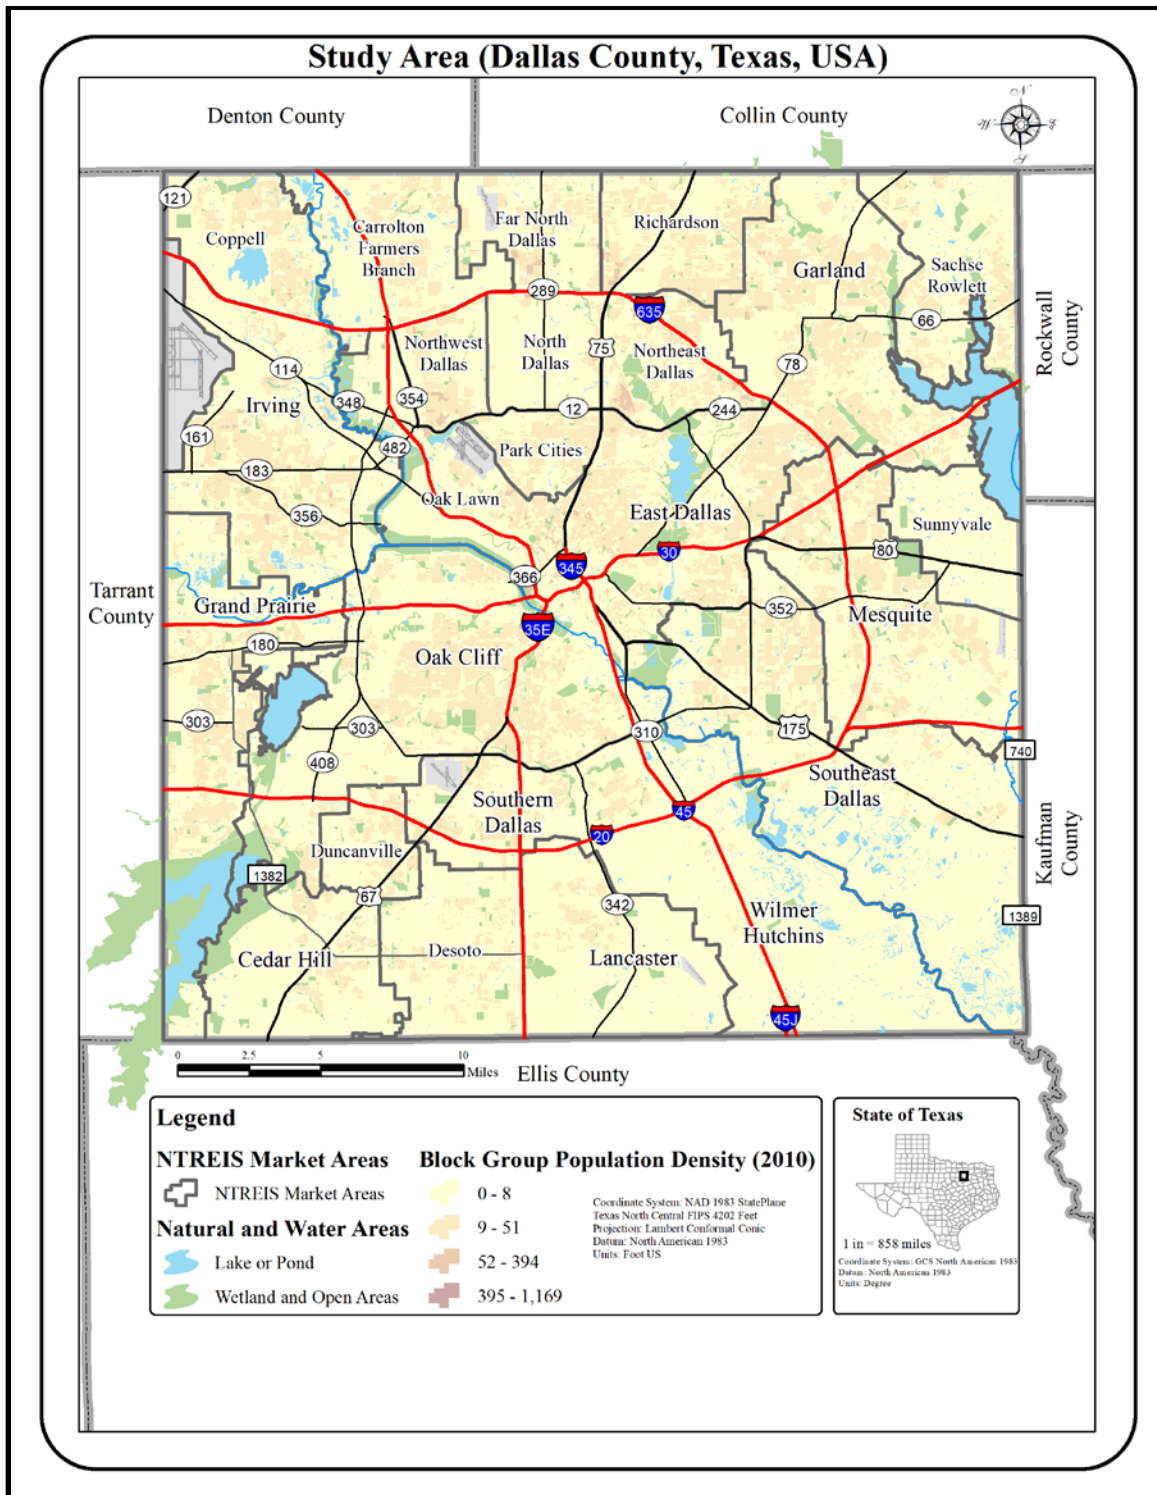 Study Area (Dallas County, Texas, USA)
Denton County
Collin County
N
W
E
S
121
Coppell
Carrolton
Farmers
Branch
Far North
Dallas
Richardson
Garland
Sachse
Rowlett
Rockwall
County
289
635
66
Northwest
Dallas
North
Dallas
75
Northeast
Dallas
78
114
Irving
348
354
12
244
161
482
Park Cities
183
Oak Lawn
356
East Dallas
Sunnyvale
30
80
345
366
Tarrant
County
Grand Prairie
352
Mesquite
35E
180
Oak Cliff
303
303
310
175
740
408
Southeast
Dallas
Southern
Dallas
45
20
Kaufman
County
Duncanville
1382
67
342
Wilmer
Hutchins
1389
Cedar Hill
Desoto
Lancaster
45J
0 2.5 5 10
Miles
Ellis County
Legend
NTREIS Market Areas
NTREIS Market Areas
Natural and Water Areas
Lake or Pond
Wetland and Open Areas
Block Group Population Density (2010)
0 - 8
9 - 51
52 - 394
395 - 1,169
Coordinate System: NAD 1983 StatePlane
Texas North Central FIPS 4202 Feet
Projection: Lambert Conformal Conic
Datum: North American 1983
Units: Foot US
State of Texas
1 in = 858 miles
Coordinate System: GCS North American 1983
Datum: North American 1983
Units: Degree